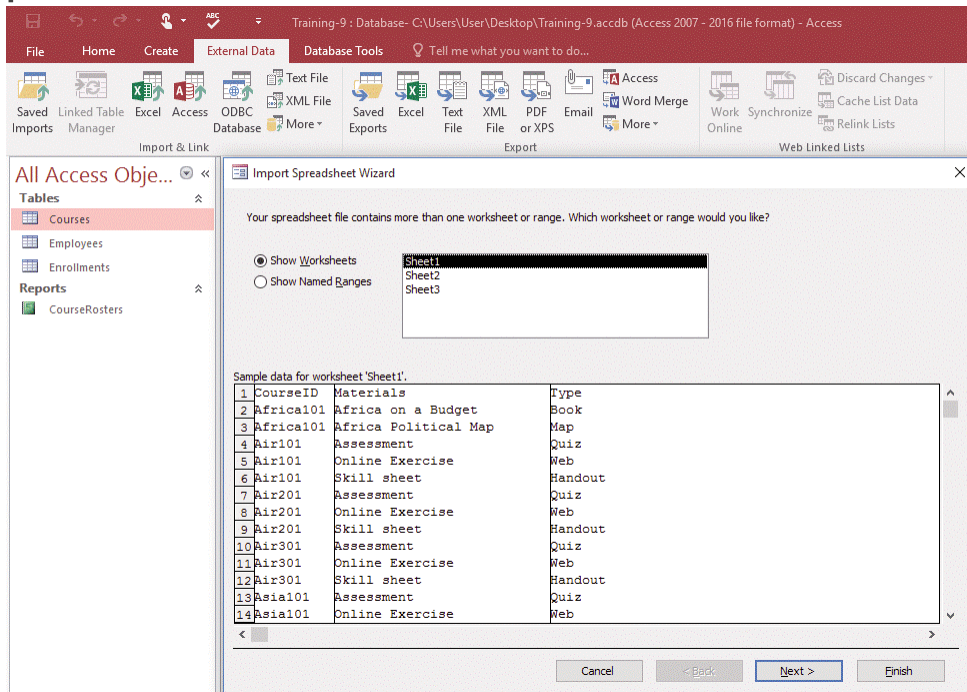 ABC
Training-9 : Database- C:\Users\User\Desktop\Training-9.accdb (Access 2007 - 2016 file format) - Access
File Home Create External Data Database Tools Tell me what you want to do...
Saved Imports
Linked Table Manager
Excel
Access
ODBC Database
Text File
XML File
More
Import & Link
Saved Exports
Excel
Text File
XML File
PDF or XPS
Email
Access
Word Merge
More
Export
Work Online
Synchronize
Discard Changes
Cache List Data
Relink Lists
Web Linked Lists
All Access Obje... «
Tables
Courses
Employees
Enrollments
Reports
CourseRosters
Import Spreadsheet Wizard
Your spreadsheet file contains more than one worksheet or range. Which worksheet or range would you like?
Show Worksheets
Show Named Ranges
Sheet1
Sheet2
Sheet3
Sample data for worksheet 'Sheet1'.
1 CourseID Materials Type
2 Africa101 Africa on a Budget Book
3 Africa101 Africa Political Map Map
4 Air101 Assessment Quiz
5 Air101 Online Exercise Web
6 Air101 Skill sheet Handout
7 Air201 Assessment Quiz
8 Air201 Online Exercise Web
9 Air201 Skill sheet Handout
10 Air301 Assessment Quiz
11 Air301 Online Exercise Web
12 Air301 Skill sheet Handout
13 Asia101 Assessment Quiz
14 Asia101 Online Exercise Web
Cancel < Back Next > Finish